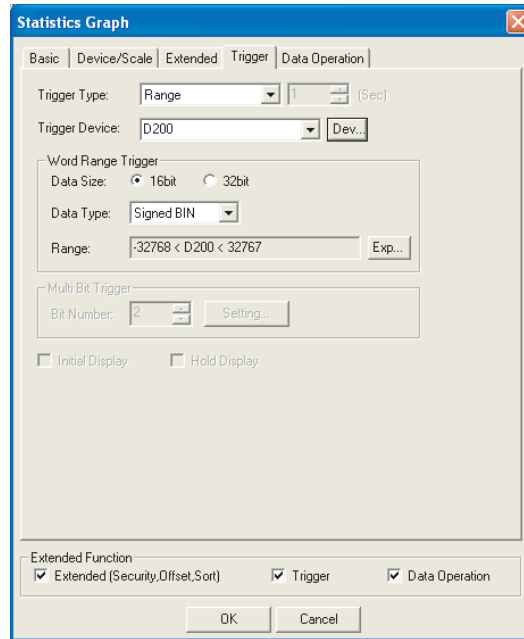 Statistics Graph
Basic Device/Scale Extended Trigger Data Operation
Trigger Type: Range 1 (Sec)
Trigger Device: D200 Dev...
Word Range Trigger
Data Size: 16bit 32bit
Data Type: Signed BIN
Range: -32768 < D200 < 32767 Exp...
Multi Bit Trigger
Bit Number: 2 Setting...
Initial Display Hold Display
Extended Function
Extended (Security,Offset,Sort) Trigger Data Operation
OK Cancel